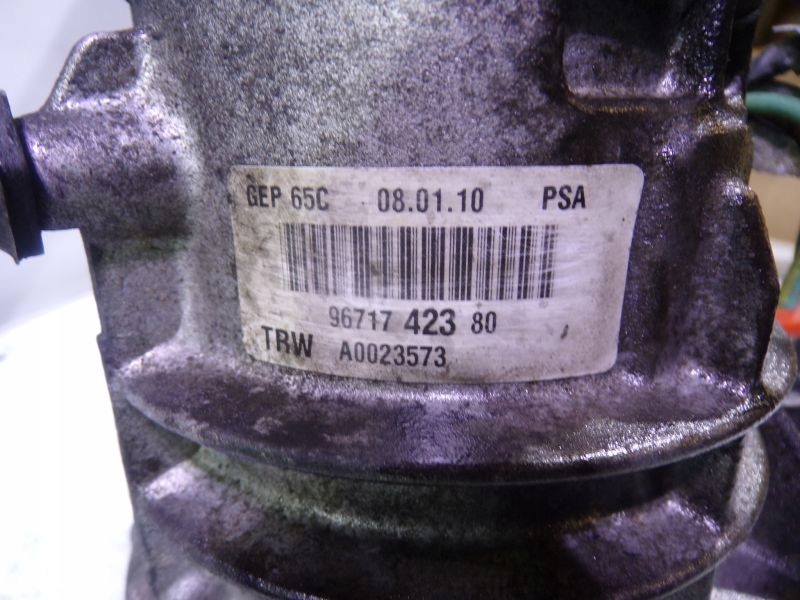 GEP 65C 08.01.10 PSA
96717 423 80
TRW A0023573